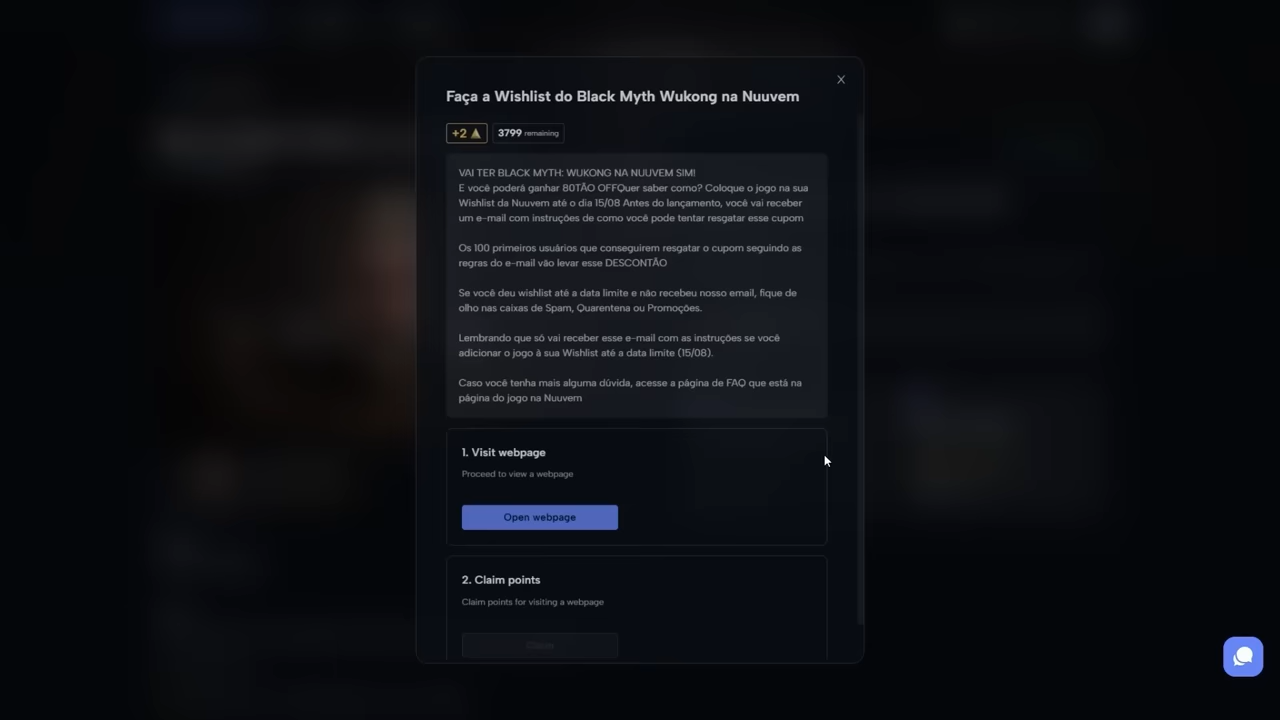 Faça a Wishlist do Black Myth Wukong na Nuuvem
+2
3799 remaining
VAI TER BLACK MYTH: WUKONG NA NUUVEM SIM!
E você poderá ganhar 80TÃO OFFQuer saber como? Coloque o jogo na sua
Wishlist da Nuuvem até o dia 15/08 Antes do lançamento, você vai receber
um e-mail com instruções de como você pode tentar resgatar esse cupom
Os 100 primeiros usuários que conseguirem resgatar o cupom seguindo as
regras do e-mail vão levar esse DESCONTÃO
Se você deu wishlist até a data limite e não recebeu nosso email, fique de
olho nas caixas de Spam, Quarentena ou Promoções.
Lembrando que só vai receber esse e-mail com as instruções se você
adicionar o jogo à sua Wishlist até a data limite (15/08).
Caso você tenha mais alguma dúvida, acesse a página de FAQ que está na
página do jogo na Nuuvem
1. Visit webpage
Proceed to view a webpage
Open webpage
2. Claim points
Claim points for visiting a webpage